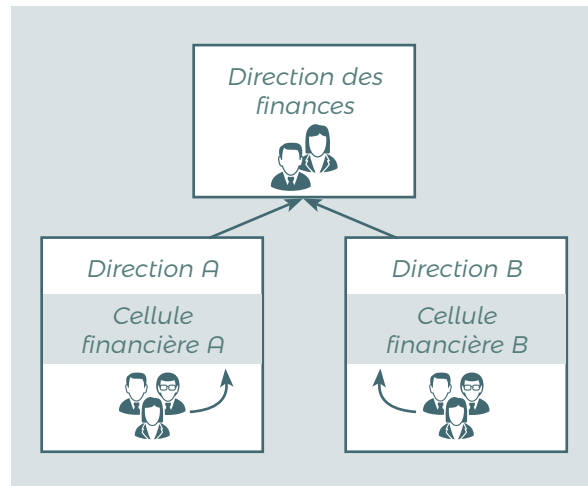 Direction des
finances
Direction A
Cellule
financière A
Direction B
Cellule
financière B